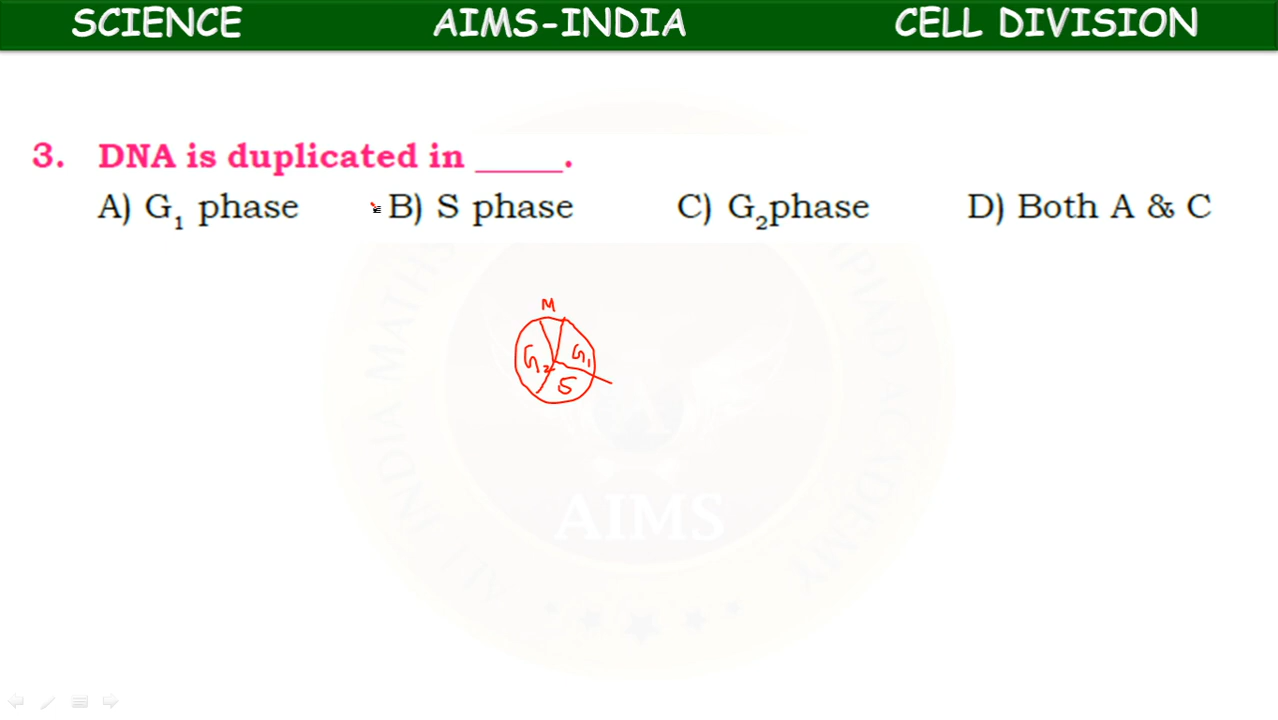 SCIENCE AIMS-INDIA CELL DIVISION
3. DNA is duplicated in _____.
A) G₁ phase B) S phase C) G₂phase D) Both A & C
M
G₂ G₁
S
AIMS